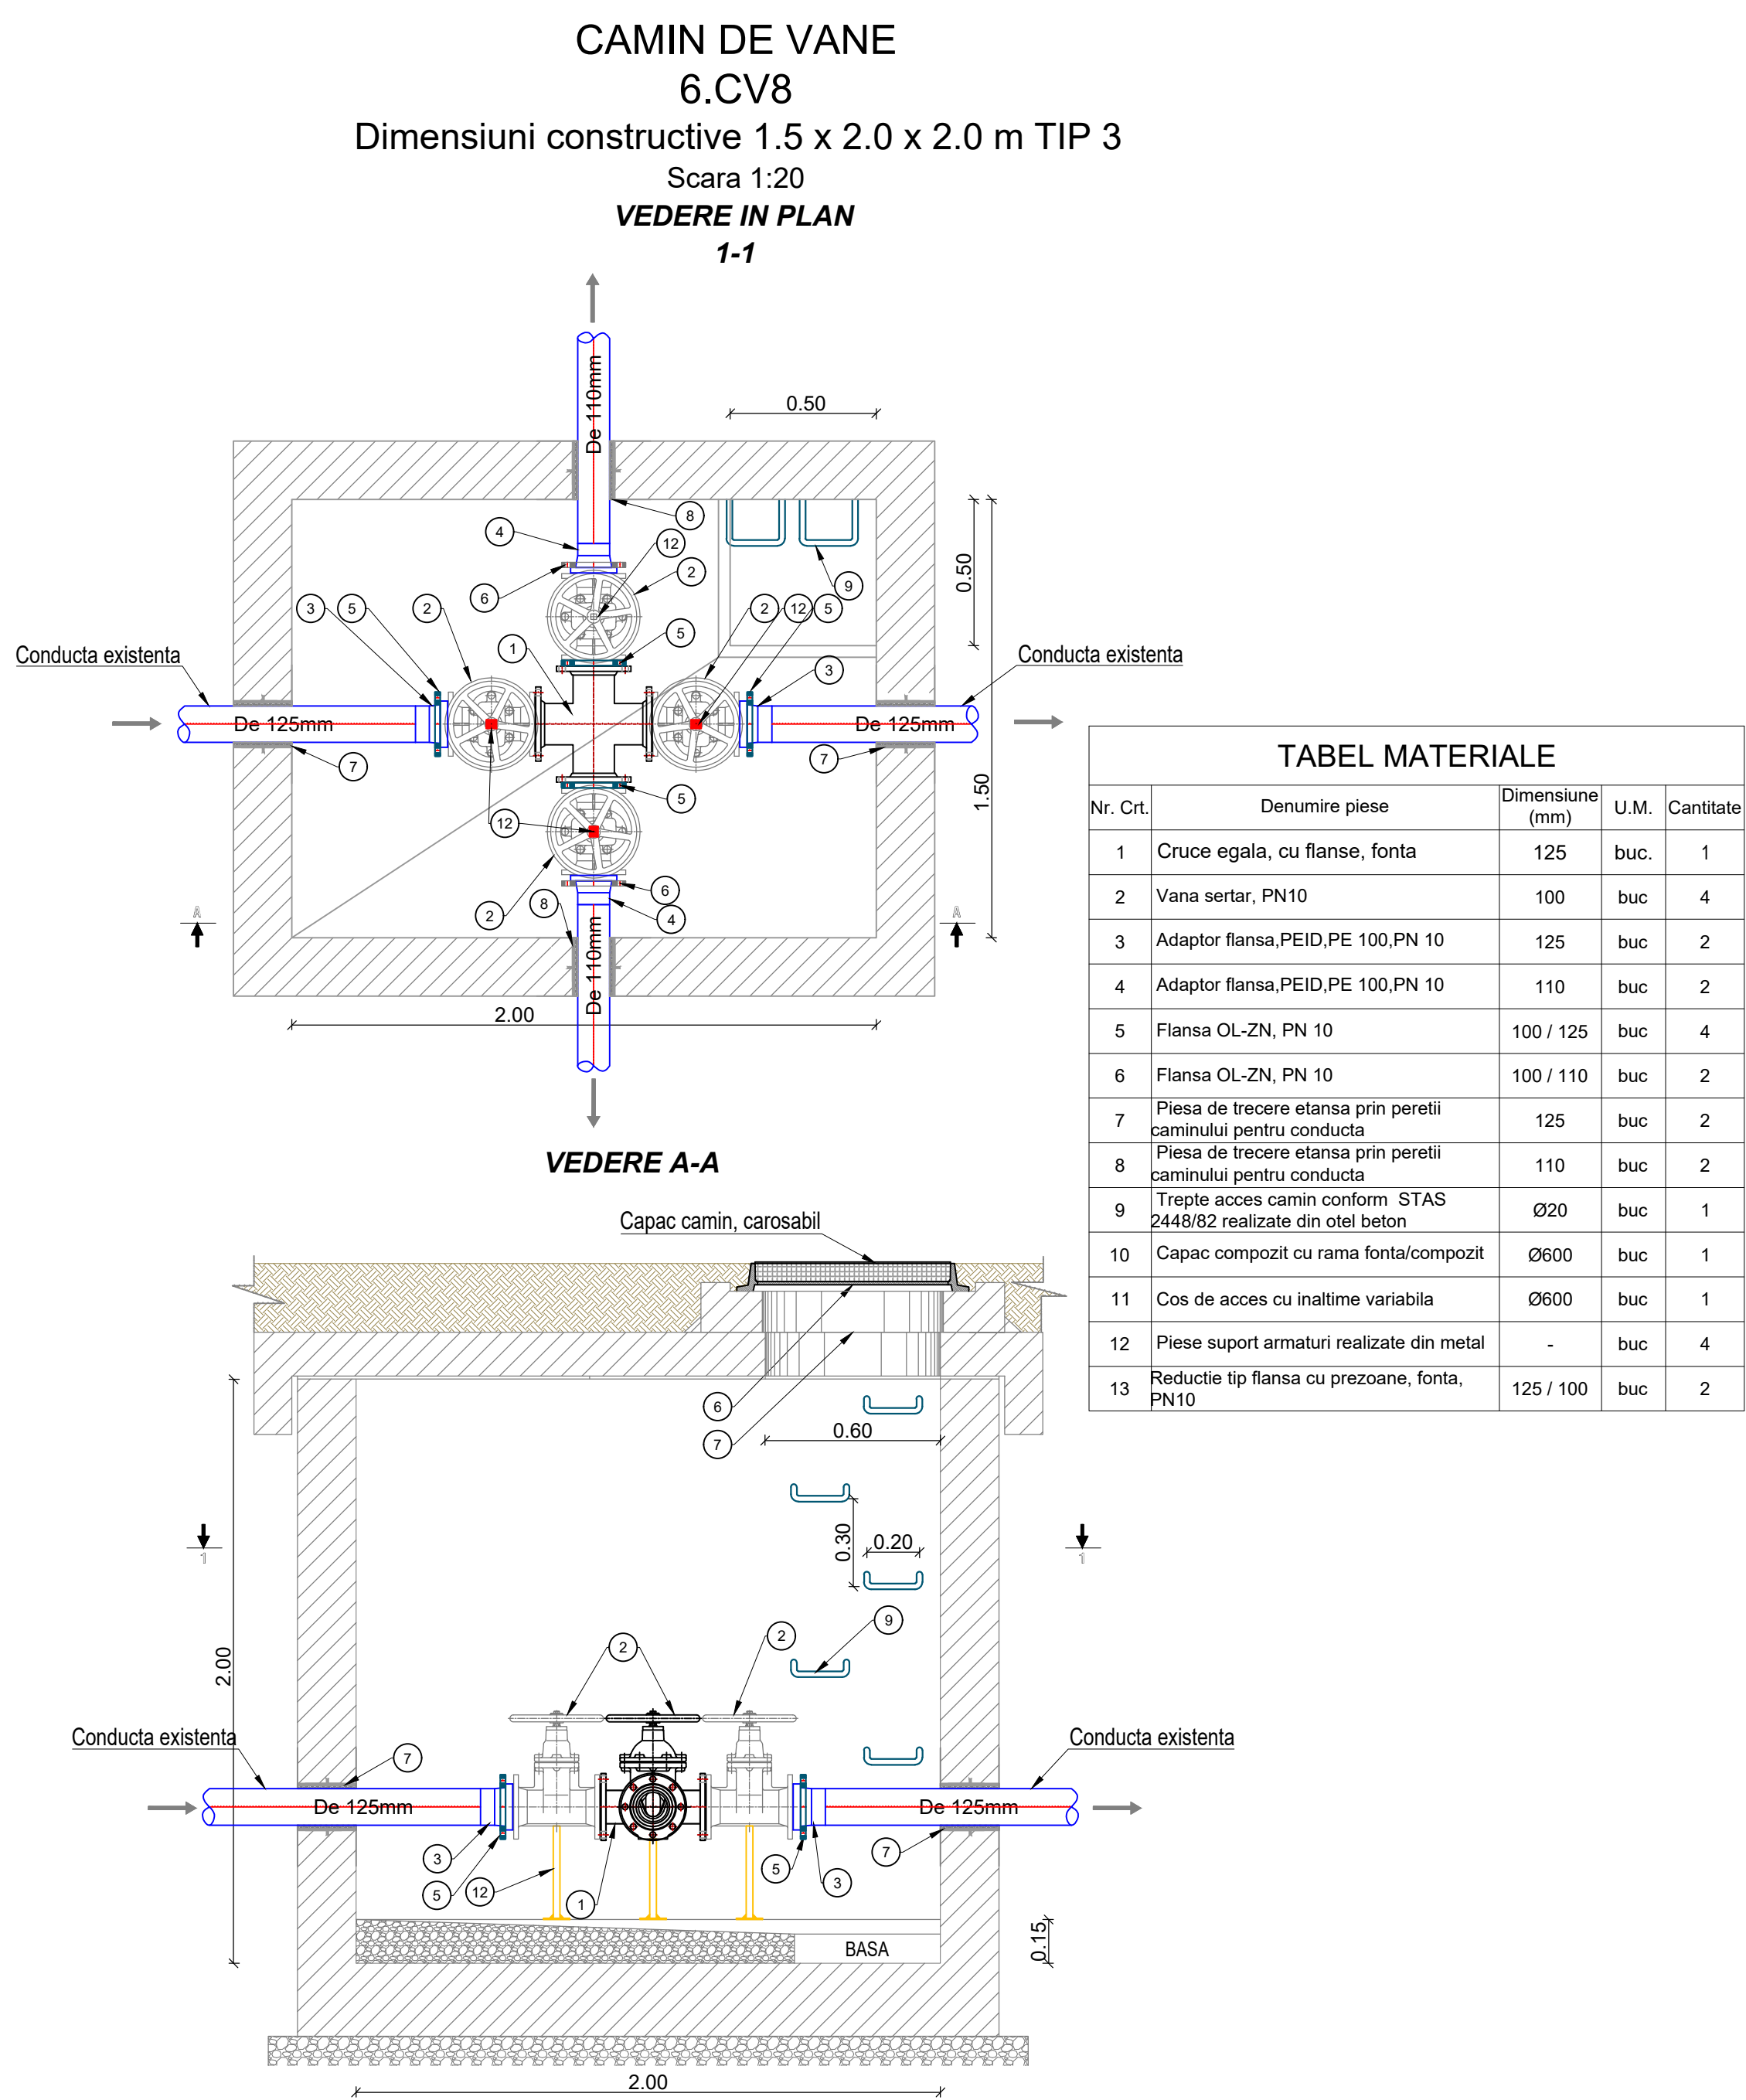 CAMIN DE VANE
6.CV8
Dimensiuni constructive 1.5 x 2.0 x 2.0 m TIP 3
Scara 1:20
VEDERE IN PLAN
1-1
De 110mm
0.50
8
4
12
2
6
9
0.50
3
5
2
2
12
5
1
5
3
Conducta existenta
Conducta existenta
De 125mm
De 125mm
7
7
5
1.50
12
6
8
2
4
A
A
De 110mm
2.00
TABEL MATERIALE
Nr. Crt. Denumire piese Dimensiune (mm) U.M. Cantitate
1 Cruce egala, cu flanse, fonta 125 buc. 1
2 Vana sertar, PN10 100 buc 4
3 Adaptor flansa,PEID,PE 100,PN 10 125 buc 2
4 Adaptor flansa,PEID,PE 100,PN 10 110 buc 2
5 Flansa OL-ZN, PN 10 100 / 125 buc 4
6 Flansa OL-ZN, PN 10 100 / 110 buc 2
7 Piesa de trecere etansa prin peretii
caminului pentru conducta 125 buc 2
8 Piesa de trecere etansa prin peretii
caminului pentru conducta 110 buc 2
9 Trepte acces camin conform STAS
2448/82 realizate din otel beton Ø20 buc 1
10 Capac compozit cu rama fonta/compozit Ø600 buc 1
11 Cos de acces cu inaltime variabila Ø600 buc 1
12 Piese suport armaturi realizate din metal - buc 4
13 Reductie tip flansa cu prezoane, fonta,
PN10 125 / 100 buc 2
VEDERE A-A
Capac camin, carosabil
6
7
0.60
0.30
0.20
1
1
9
2
2
2.00
Conducta existenta
Conducta existenta
7
De 125mm
De 125mm
3
5
12
1
5
3
7
BASA
0.15
2.00